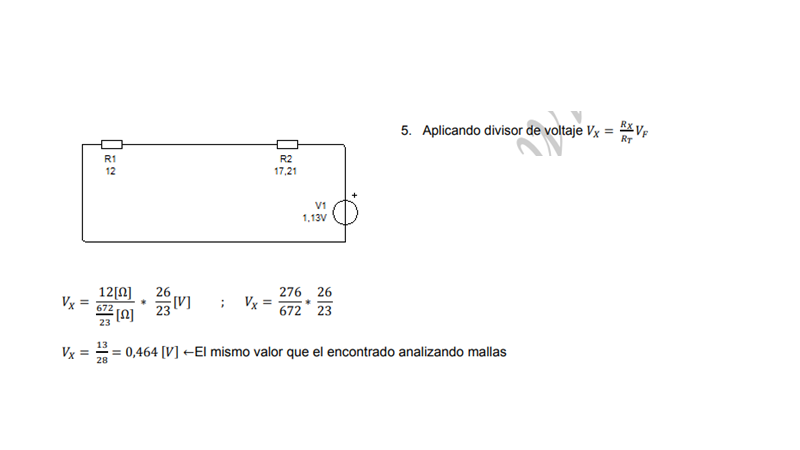 5. Aplicando divisor de voltaje V_X = R_X/R_T V_F
R1 R2
12 17,21
+
V1
1,13V
V_X = 12[Ω] / (672/23 [Ω]) * 26/23 [V] ; V_X = 276/672 * 26/23
V_X = 13/28 = 0,464 [V] ←El mismo valor que el encontrado analizando mallas